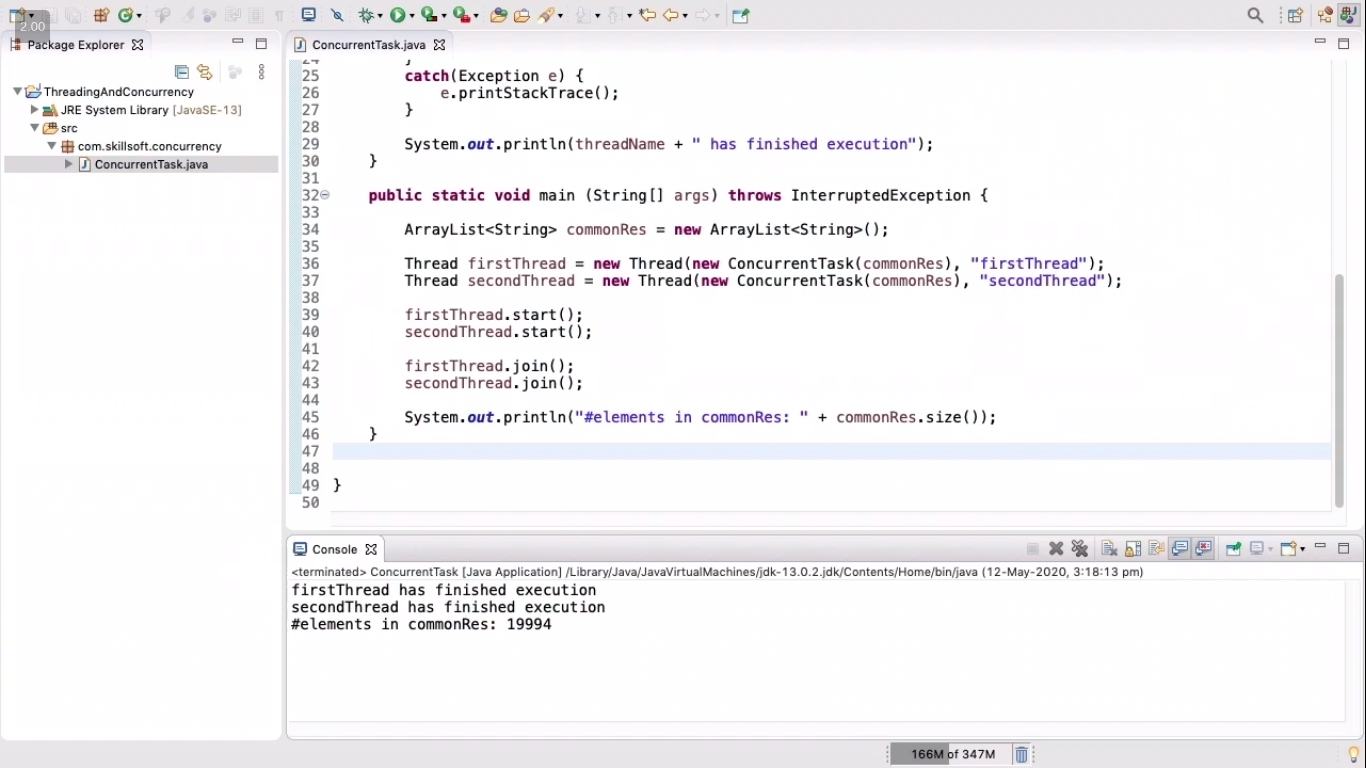 2.00
Package Explorer
ThreadingAndConcurrency
JRE System Library [JavaSE-13]
src
com.skillsoft.concurrency
ConcurrentTask.java
ConcurrentTask.java
24 }
25 catch(Exception e) {
26 e.printStackTrace();
27 }
28
29 System.out.println(threadName + " has finished execution");
30 }
31
32 public static void main (String[] args) throws InterruptedException {
33
34 ArrayList<String> commonRes = new ArrayList<String>();
35
36 Thread firstThread = new Thread(new ConcurrentTask(commonRes), "firstThread");
37 Thread secondThread = new Thread(new ConcurrentTask(commonRes), "secondThread");
38
39 firstThread.start();
40 secondThread.start();
41
42 firstThread.join();
43 secondThread.join();
44
45 System.out.println("#elements in commonRes: " + commonRes.size());
46 }
47
48
49 }
50
Console
<terminated> ConcurrentTask [Java Application] /Library/Java/JavaVirtualMachines/jdk-13.0.2.jdk/Contents/Home/bin/java (12-May-2020, 3:18:13 pm)
firstThread has finished execution
secondThread has finished execution
#elements in commonRes: 19994
166M of 347M